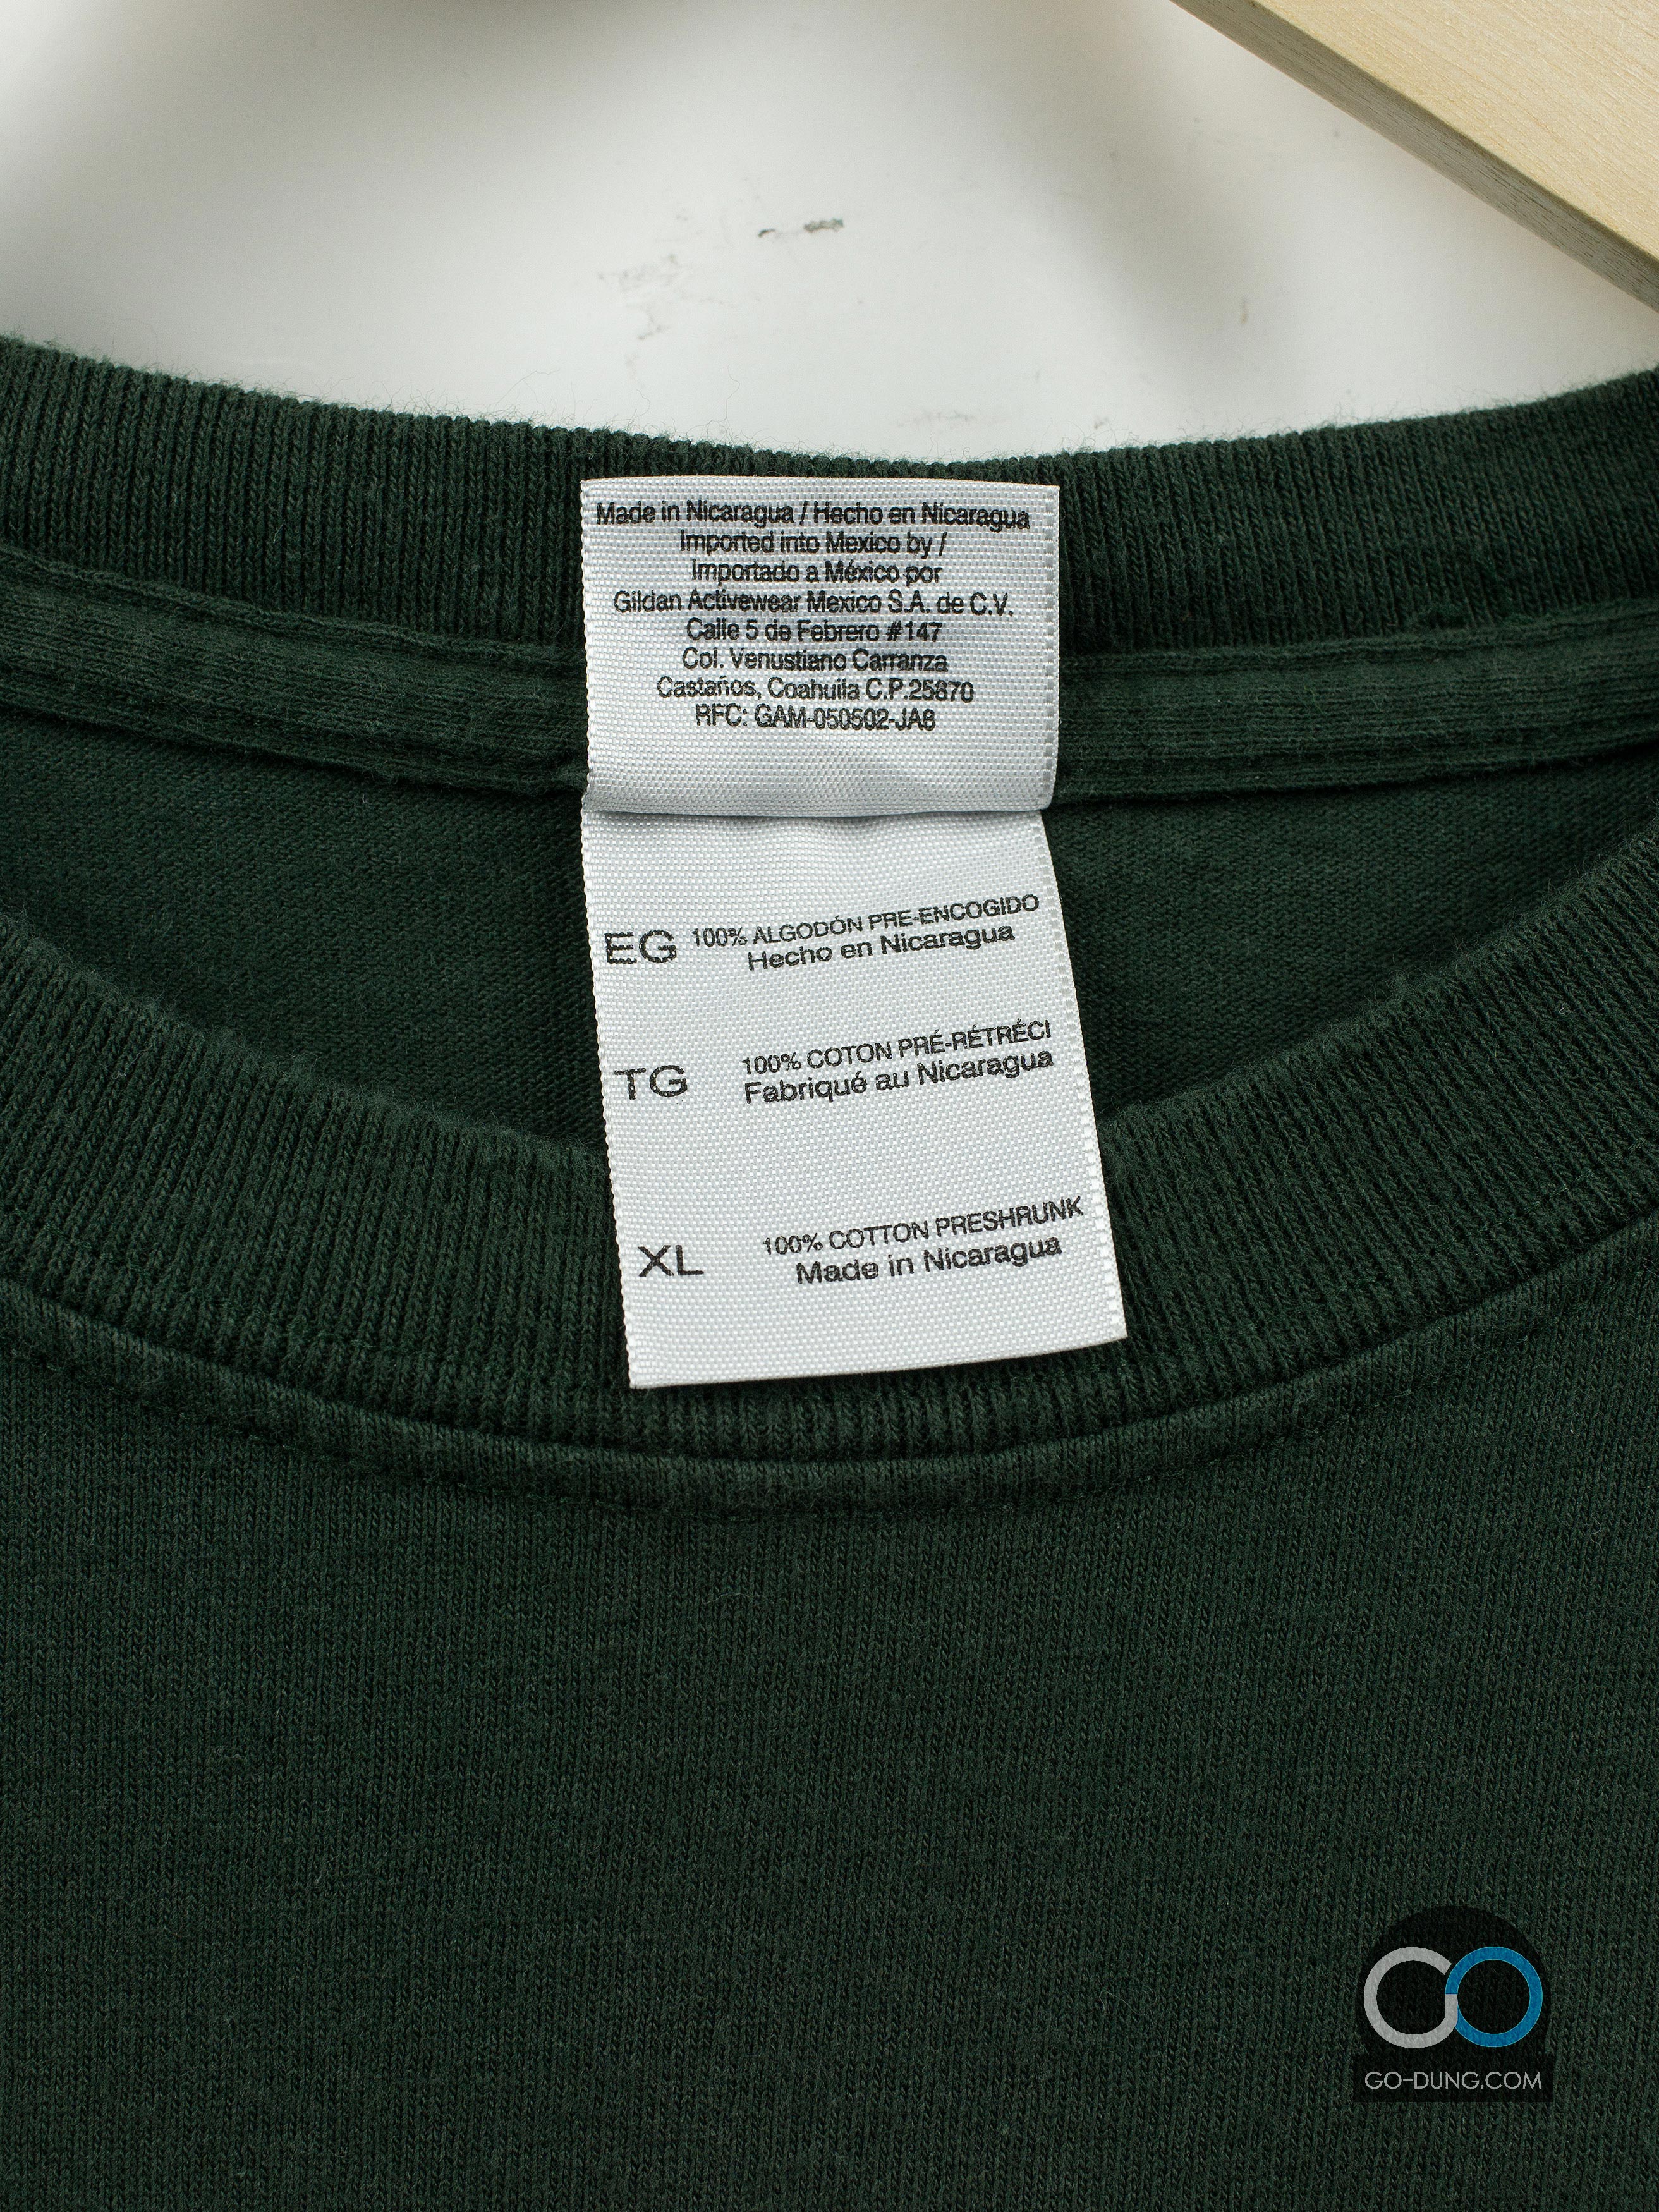 Made in Nicaragua / Hecho en Nicaragua
Imported into Mexico by /
Importado a México por
Gildan Activewear Mexico S.A. de C.V.
Calle 5 de Febrero #147
Col. Venustiano Carranza
Castaños, Coahuila C.P.25870
RFC: GAM-050502-JA8
EG 100% ALGODÓN PRE-ENCOGIDO
Hecho en Nicaragua
TG 100% COTON PRÉ-RÉTRÉCI
Fabriqué au Nicaragua
XL 100% COTTON PRESHRUNK
Made in Nicaragua
GO
GO-DUNG.COM